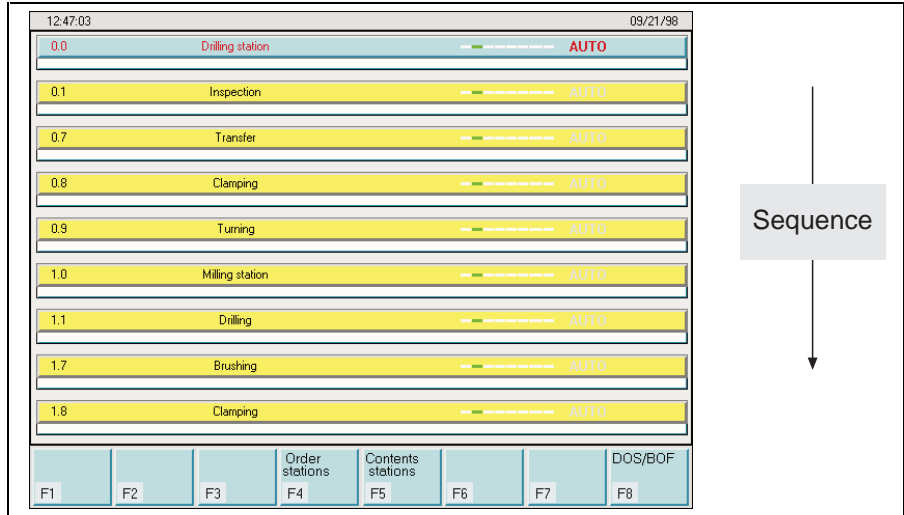 12:47:03 09/21/98
0.0 Drilling station AUTO
0.1 Inspection AUTO
0.7 Transfer AUTO
0.8 Clamping AUTO
0.9 Turning AUTO
1.0 Milling station AUTO
1.1 Drilling AUTO
1.7 Brushing AUTO
1.8 Clamping AUTO
Sequence
Order stations
Contents stations
DOS/BOF
F1 F2 F3 F4 F5 F6 F7 F8